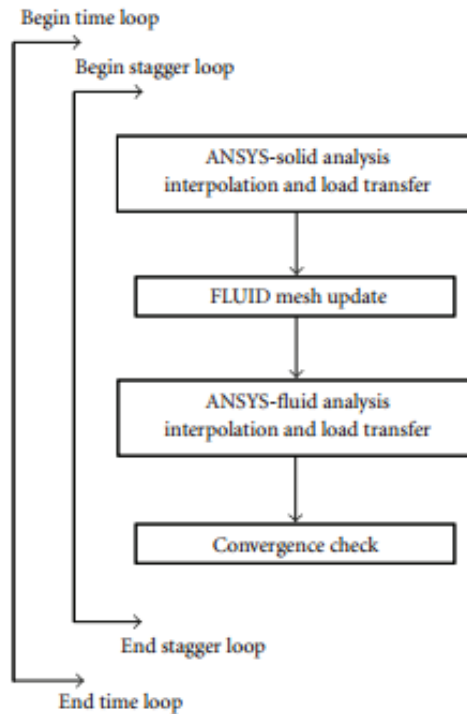 Begin time loop
Begin stagger loop
ANSYS-solid analysis
interpolation and load transfer
FLUID mesh update
ANSYS-fluid analysis
interpolation and load transfer
Convergence check
End stagger loop
End time loop